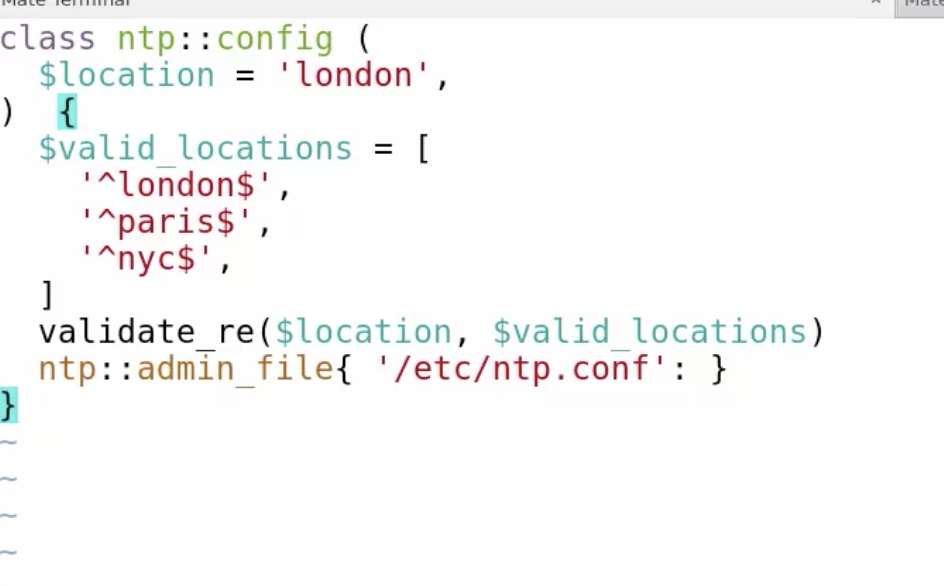 Mate Terminal
class ntp::config (
  $location = 'london',
)  {
  $valid_locations = [
    '^london$',
    '^paris$',
    '^nyc$',
  ]
  validate_re($location, $valid_locations)
  ntp::admin_file{ '/etc/ntp.conf': }
}
~
~
~
~